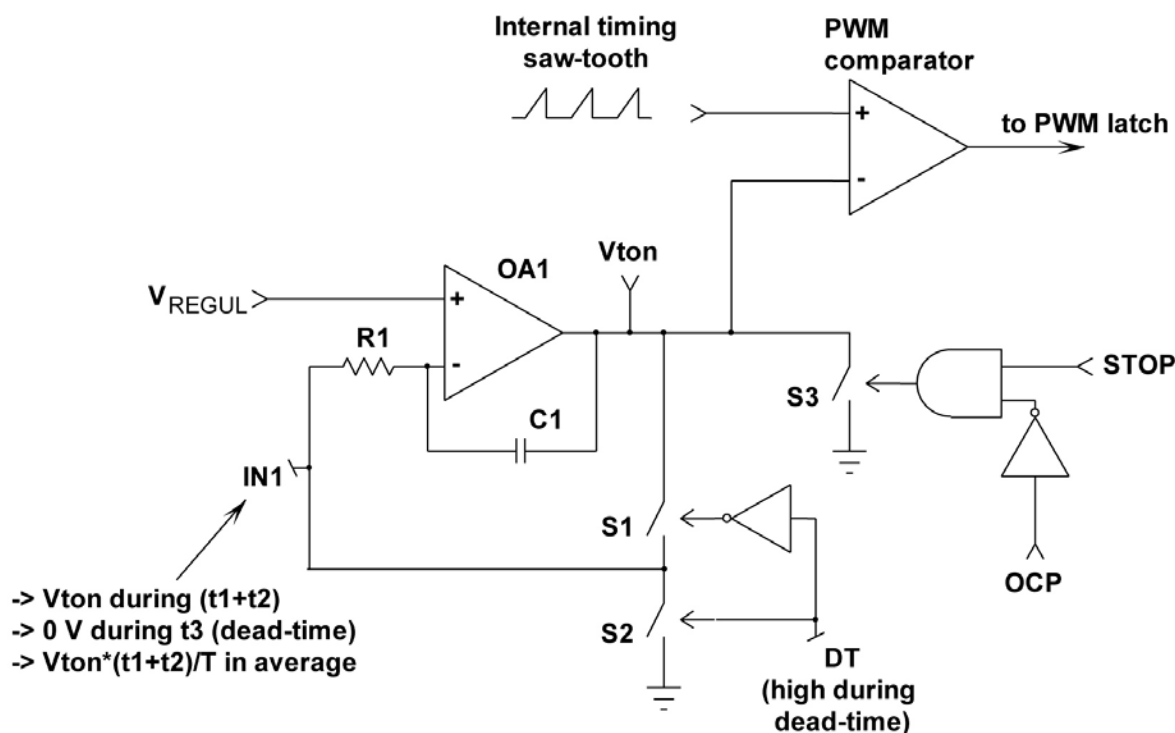 Internal timing
saw-tooth
PWM
comparator
+
-
to PWM latch
Vton
OA1
VREGUL
+
-
R1
C1
S3
STOP
IN1
S1
OCP
-> Vton during (t1+t2)
-> 0 V during t3 (dead-time)
-> Vton*(t1+t2)/T in average
S2
DT
(high during
dead-time)